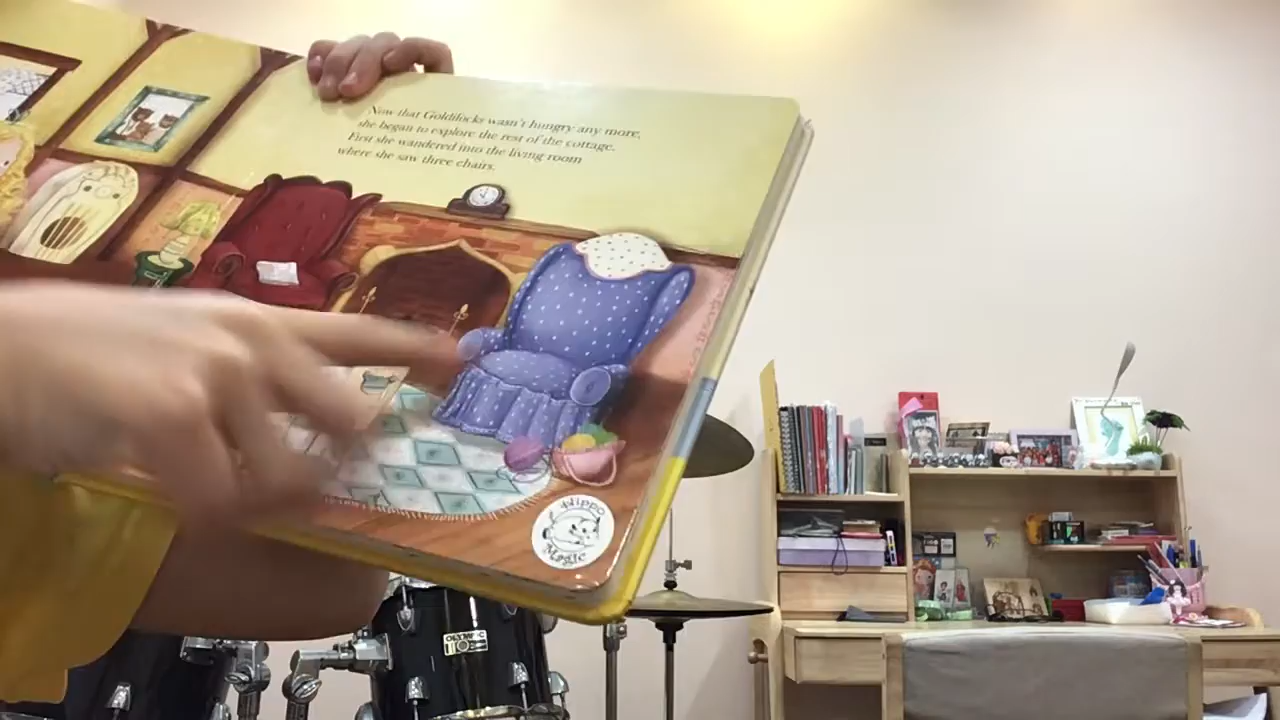 Now that Goldilocks wasn't hungry any more,
she began to explore the rest of the cottage.
First she wandered into the living room
where she saw three chairs.
Hippo
Magic
OLYMPIC